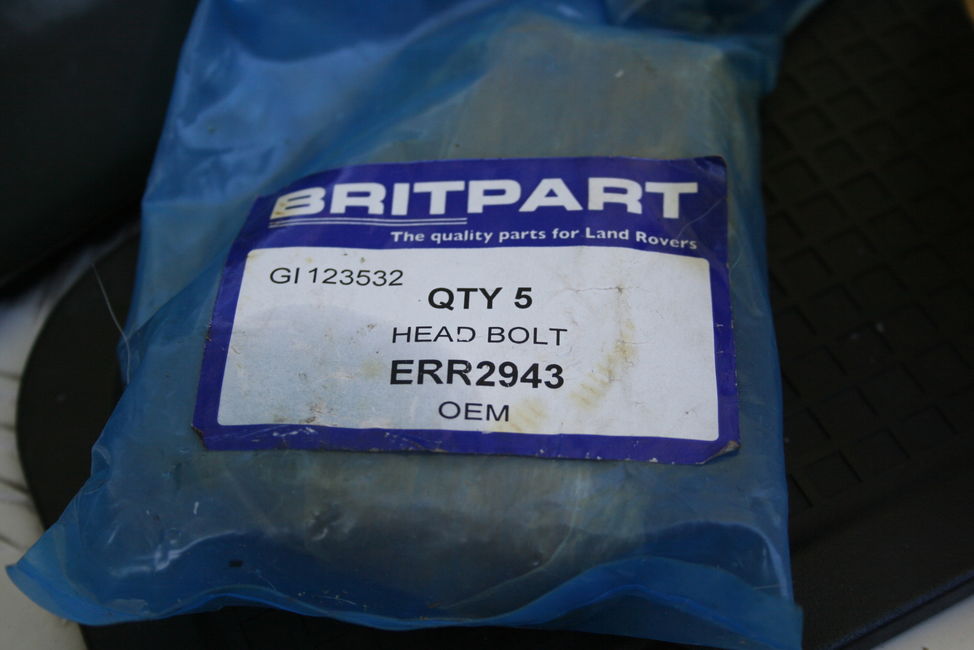 BRITPART
The quality parts for Land Rovers
GI 123532
QTY 5
HEAD BOLT
ERR2943
OEM